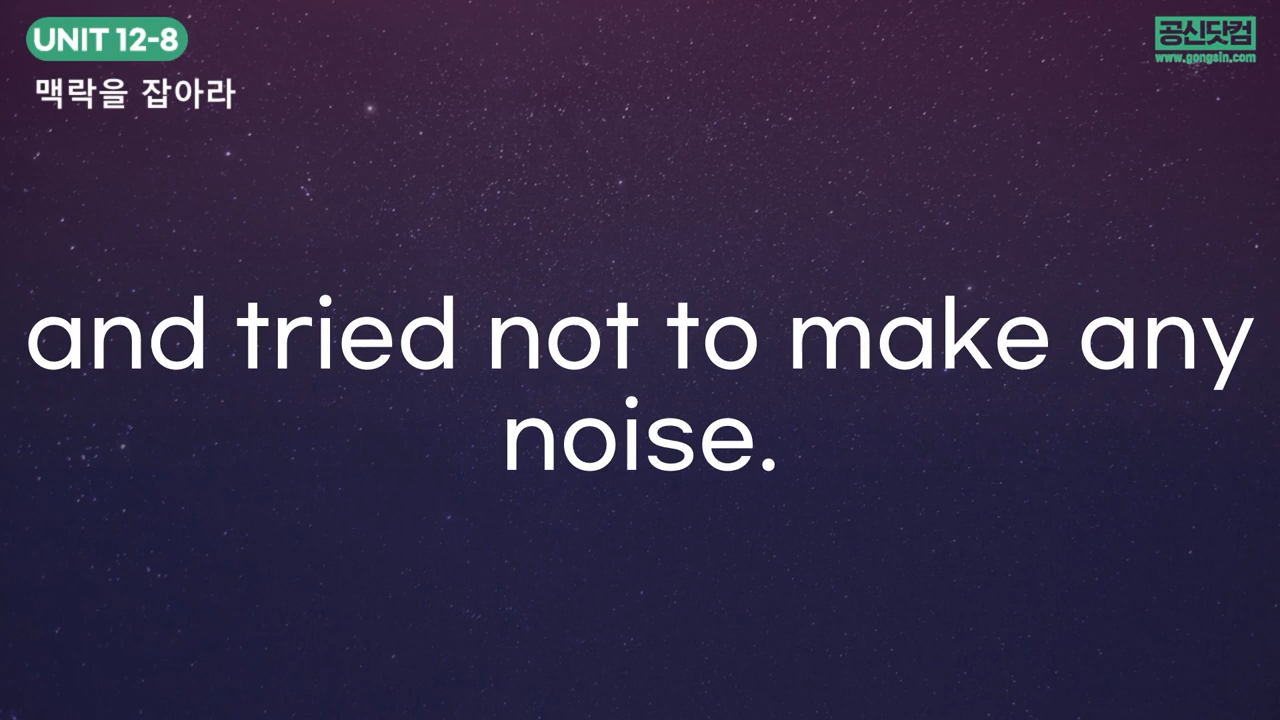 UNIT 12-8
공신닷컴
www.gongsin.com
맥락을 잡아라
and tried not to make any
noise.